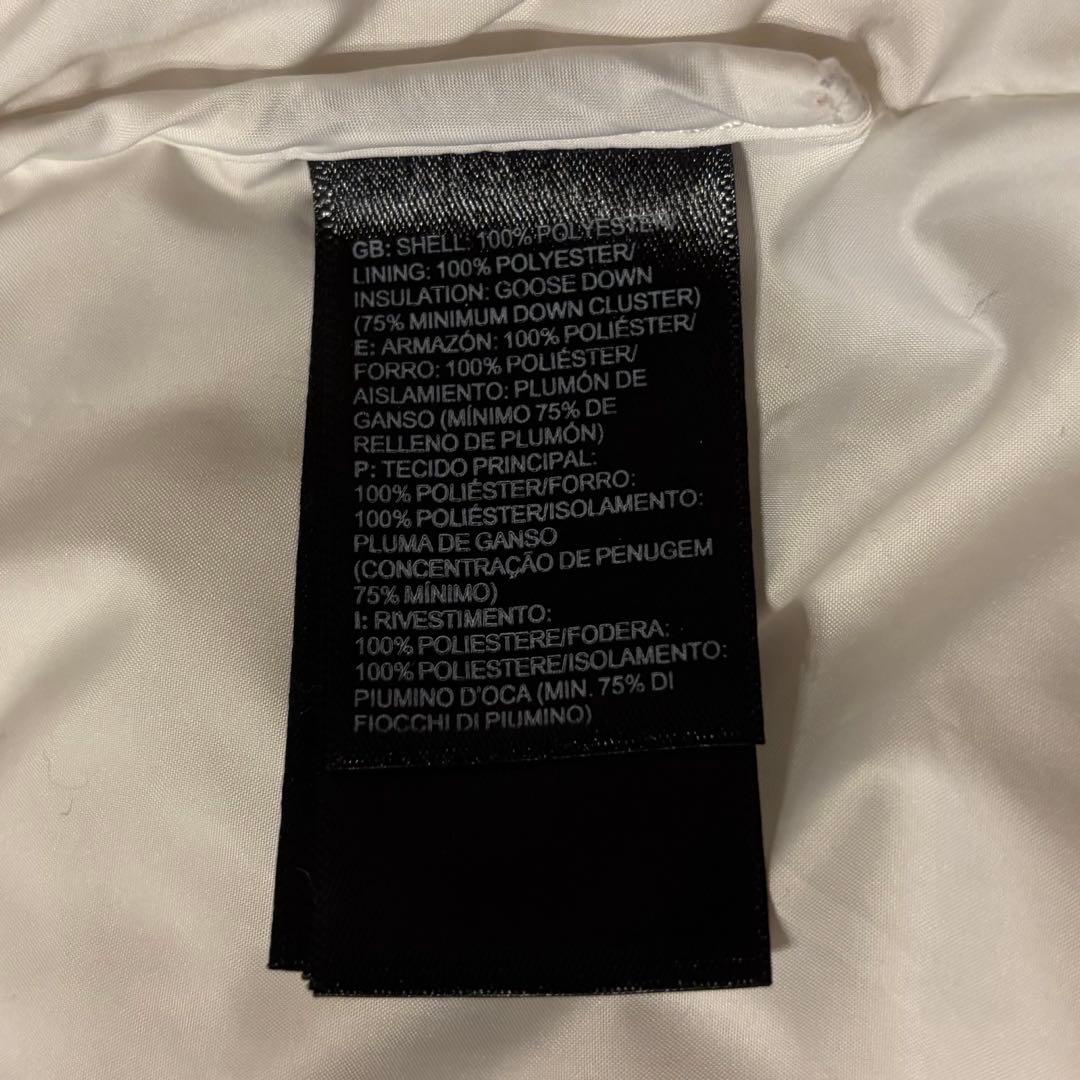 GB: SHELL: 100% POLYESTER/
LINING: 100% POLYESTER/
INSULATION: GOOSE DOWN
(75% MINIMUM DOWN CLUSTER)
E: ARMAZÓN: 100% POLIÉSTER/
FORRO: 100% POLIÉSTER/
AISLAMIENTO: PLUMÓN DE
GANSO (MÍNIMO 75% DE
RELLENO DE PLUMÓN)
P: TECIDO PRINCIPAL:
100% POLIÉSTER/FORRO:
100% POLIÉSTER/ISOLAMENTO:
PLUMA DE GANSO
(CONCENTRAÇÃO DE PENUGEM
75% MÍNIMO)
I: RIVESTIMENTO:
100% POLIESTERE/FODERA:
100% POLIESTERE/ISOLAMENTO:
PIUMINO D'OCA (MIN. 75% DI
FIOCCHI DI PIUMINO)